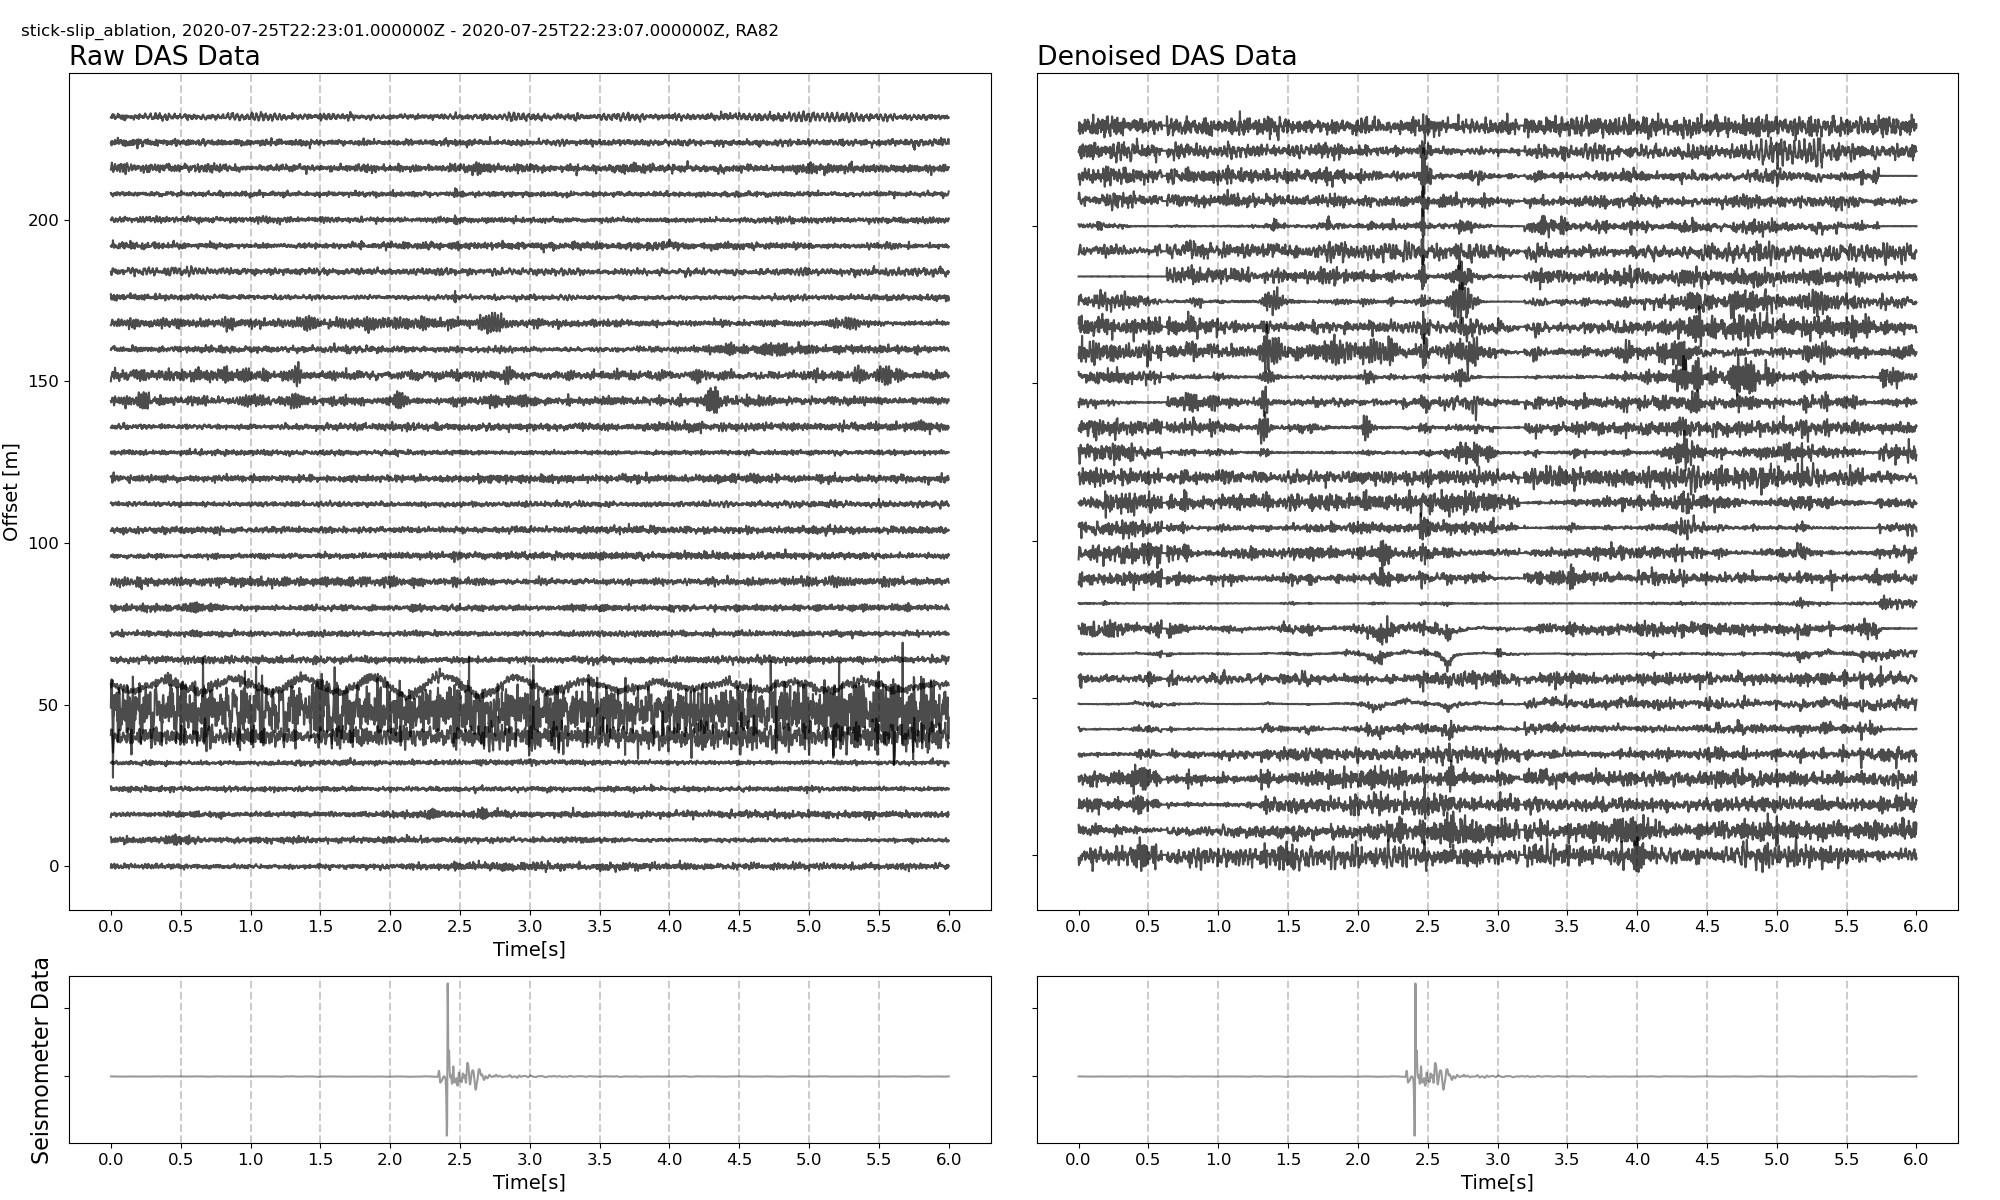 stick-slip_ablation, 2020-07-25T22:23:01.000000Z - 2020-07-25T22:23:07.000000Z, RA82
Raw DAS Data
Denoised DAS Data
Offset [m]
200
150
100
50
0
0.0 0.5 1.0 1.5 2.0 2.5 3.0 3.5 4.0 4.5 5.0 5.5 6.0
Time[s]
0.0 0.5 1.0 1.5 2.0 2.5 3.0 3.5 4.0 4.5 5.0 5.5 6.0
Seismometer Data
0.0 0.5 1.0 1.5 2.0 2.5 3.0 3.5 4.0 4.5 5.0 5.5 6.0
Time[s]
0.0 0.5 1.0 1.5 2.0 2.5 3.0 3.5 4.0 4.5 5.0 5.5 6.0
Time[s]